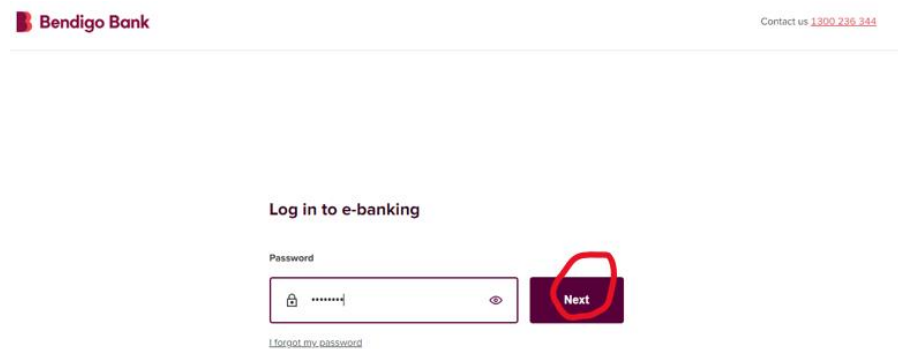 Bendigo Bank
Contact us 1300 236 344
Log in to e-banking
Password
••••••••
Next
I forgot my password